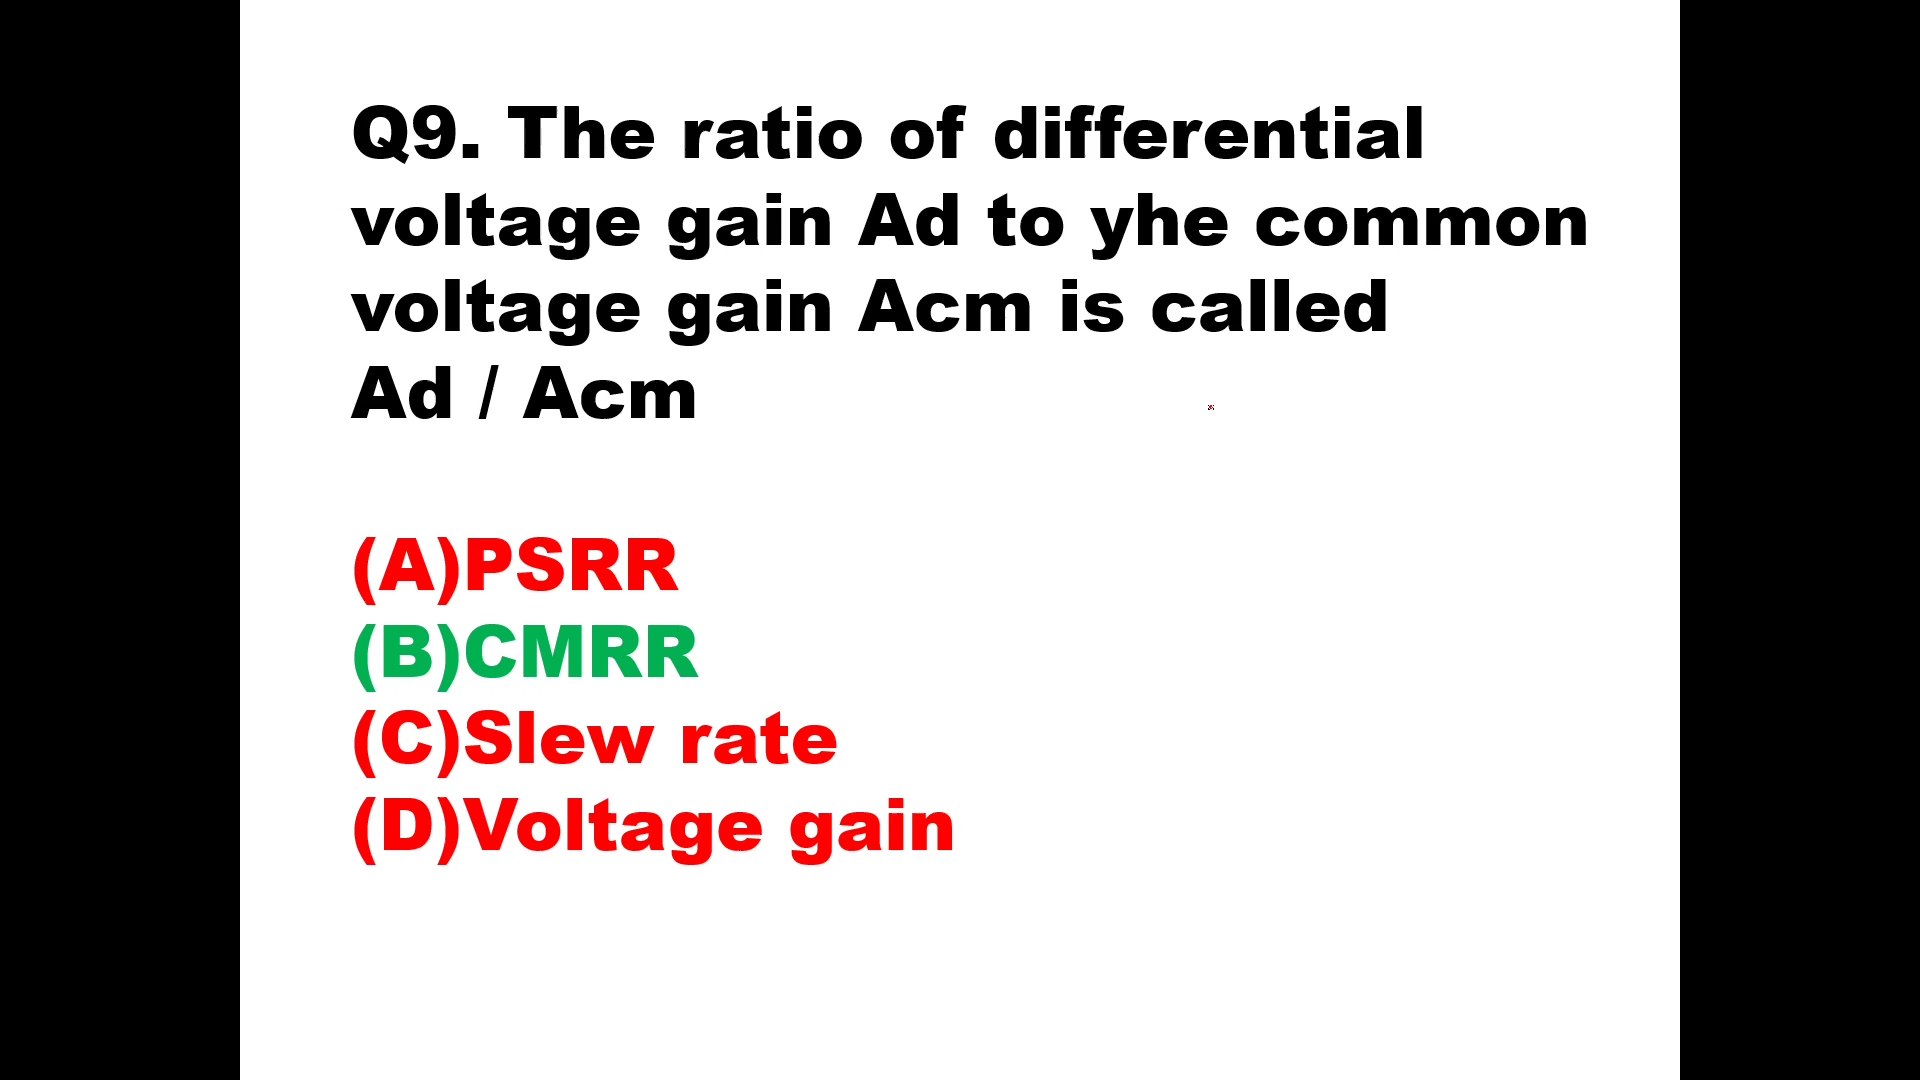 Q9. The ratio of differential
voltage gain Ad to yhe common
voltage gain Acm is called
Ad / Acm
(A)PSRR
(B)CMRR
(C)Slew rate
(D)Voltage gain